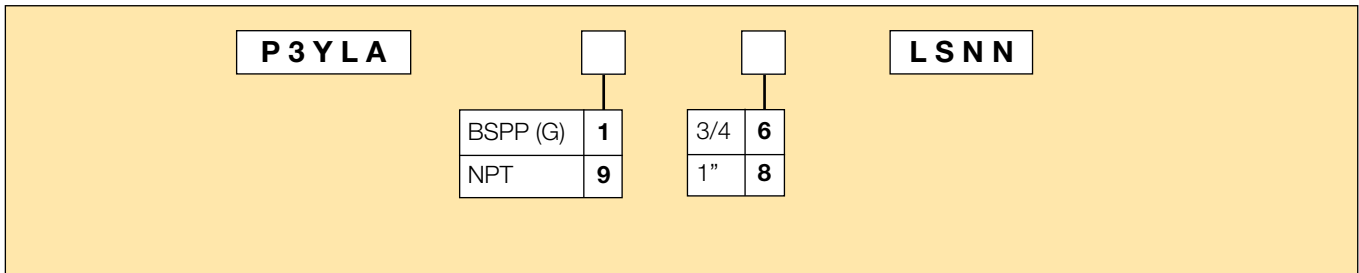 P3YLA LSNN
BSPP (G) 1 3/4 6
NPT 9 1” 8